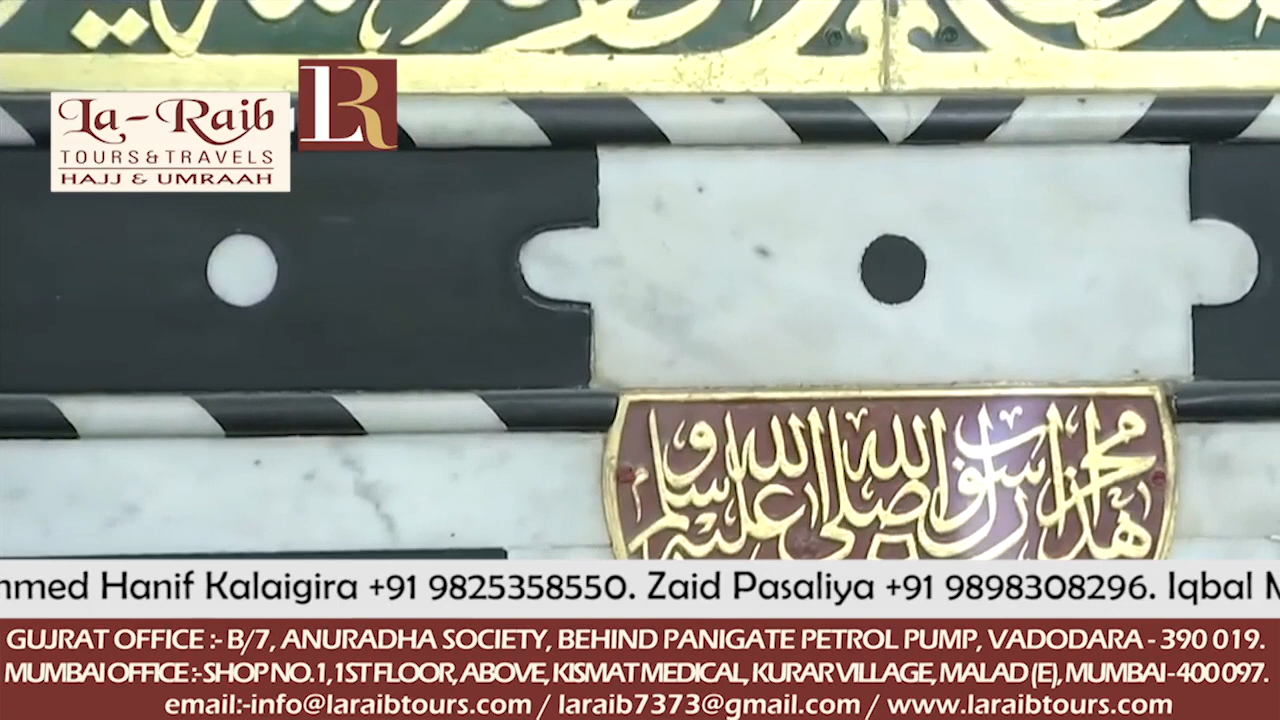 La-Raib
TOURS & TRAVELS
HAJJ & UMRAAH
LR
هذا محراب رسول الله صلى الله عليه وسلم
hmed Hanif Kalaigira +91 9825358550. Zaid Pasaliya +91 9898308296. Iqbal M
GUJRAT OFFICE :- B/7, ANURADHA SOCIETY, BEHIND PANIGATE PETROL PUMP, VADODARA - 390 019.
MUMBAI OFFICE :- SHOP NO. 1, 1ST FLOOR, ABOVE, KISMAT MEDICAL, KURAR VILLAGE, MALAD (E), MUMBAI - 400 097.
email:-info@laraibtours.com / laraib7373@gmail.com / www.laraibtours.com